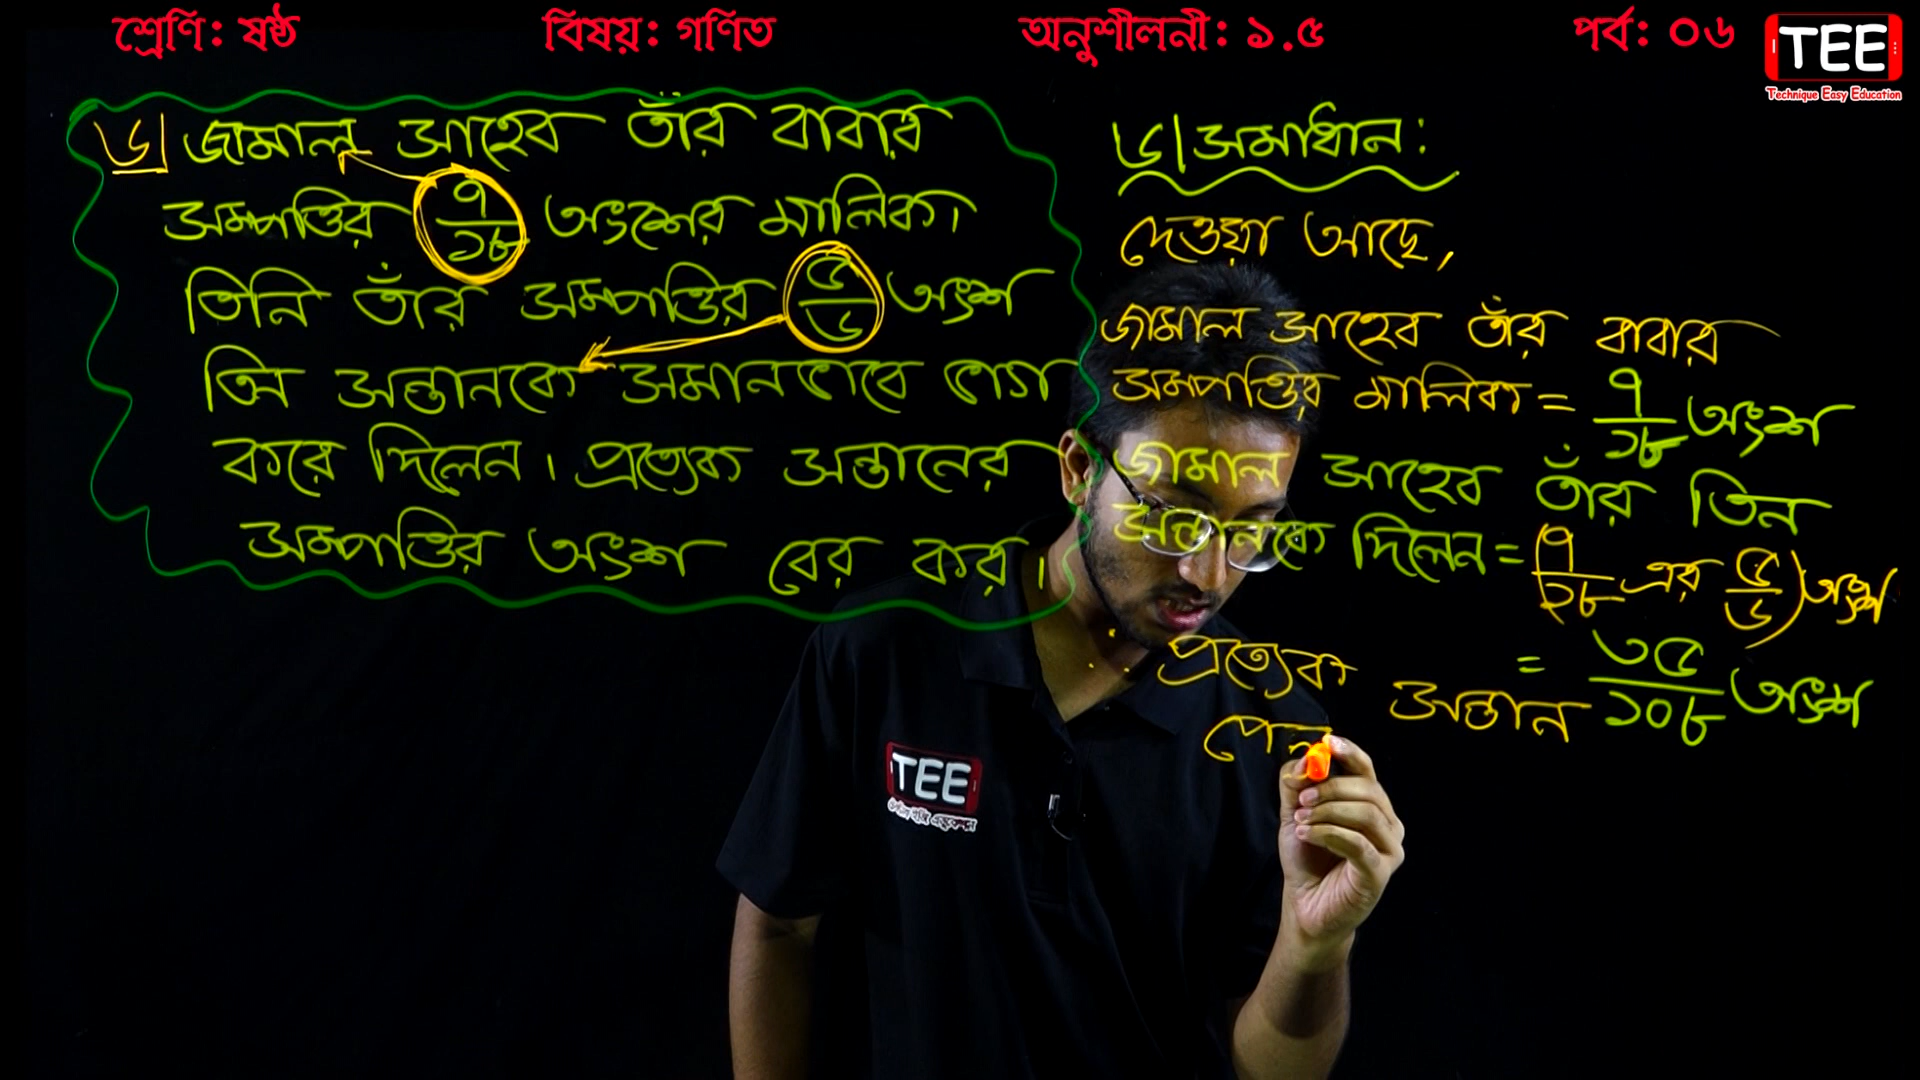 শ্রেণি: ষষ্ঠ বিষয়: গণিত অনুশীলনী: ১.৫ পর্ব: ০৬
TEE
Technique Easy Education
৬| জামাল সাহেব তাঁর বাবার
সম্পত্তির ৭/১৮ অংশের মালিক।
তিনি তাঁর সম্পত্তির ৫/৬ অংশ
তিন সন্তানকে সমানভাবে ভাগ
করে দিলেন। প্রত্যেক সন্তানের
সম্পত্তির অংশ বের কর।
৬| সমাধান:
দেওয়া আছে,
জামাল সাহেব তাঁর বাবার
সম্পত্তির মালিক = ৭/১৮ অংশ
জামাল সাহেব তাঁর তিন
সন্তানকে দিলেন = (৭/১৮ এর ৫/৬) অংশ
= ৩৫/১০৮ অংশ
∴ প্রত্যেক সন্তান
TEE